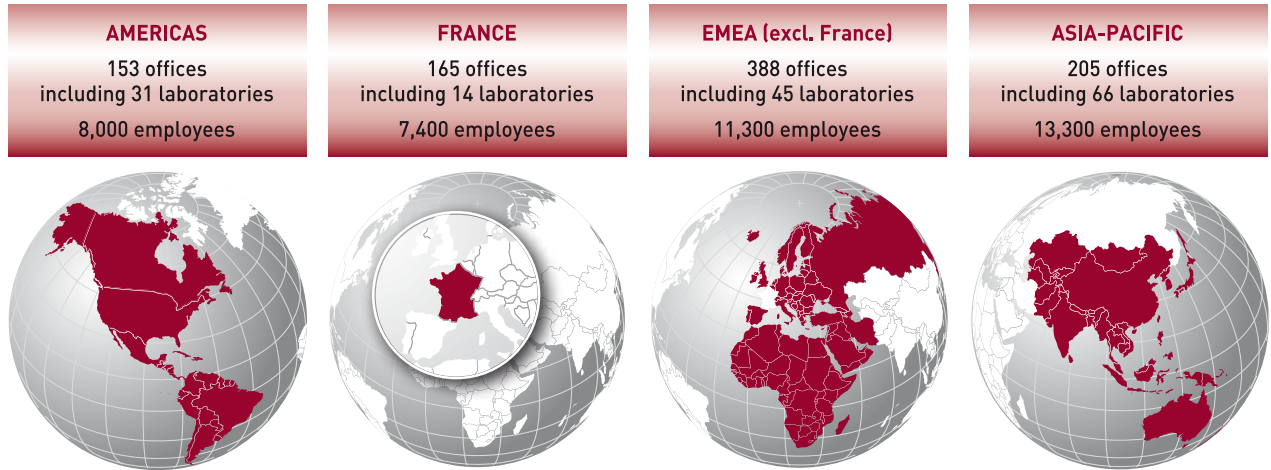 AMERICAS
153 offices
including 31 laboratories
8,000 employees
FRANCE
165 offices
including 14 laboratories
7,400 employees
EMEA (excl. France)
388 offices
including 45 laboratories
11,300 employees
ASIA-PACIFIC
205 offices
including 66 laboratories
13,300 employees